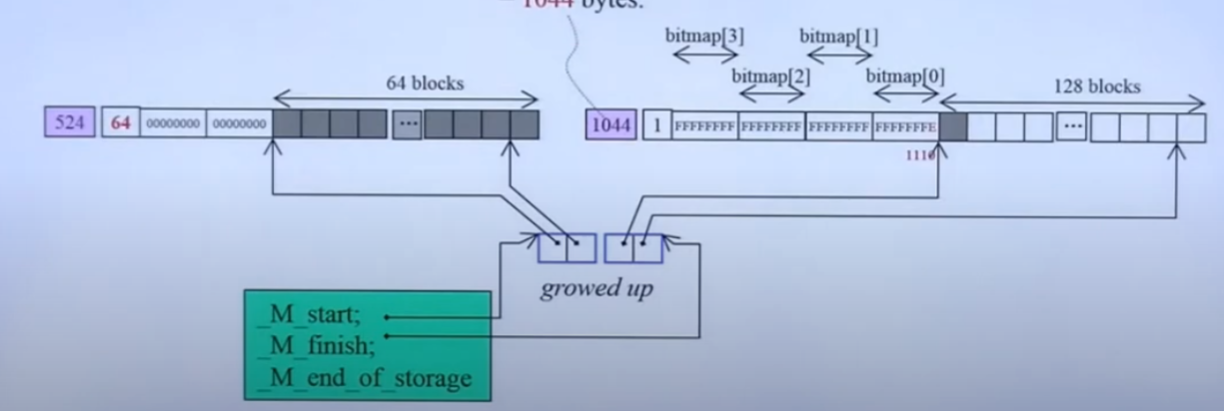 1044 bytes.
bitmap[3] bitmap[1]
64 blocks bitmap[2] bitmap[0] 128 blocks
524 64 00000000 00000000 ... 1044 1 FFFFFFFF FFFFFFFF FFFFFFFF FFFFFFFE ...
1110
growed up
_M_start;
_M_finish;
_M_end_of_storage